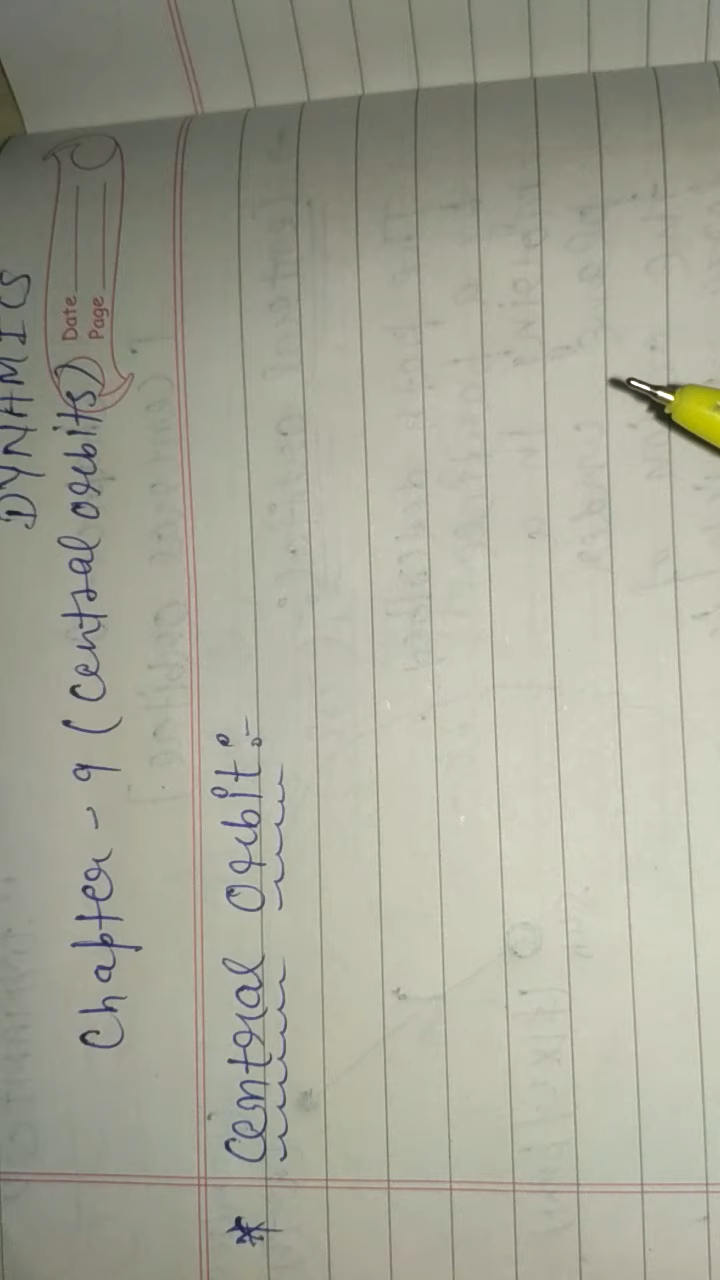 DYNAMICS
Date
Page
Chapter - 9 (Central orbits)
* Central Orbit:-